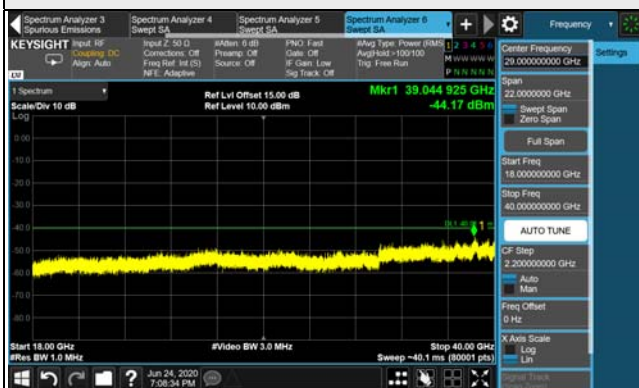 Spectrum Analyzer 3
Spurious Emissions
Spectrum Analyzer 4
Swept SA
Spectrum Analyzer 5
Swept SA
Spectrum Analyzer 6
Swept SA
Frequency
KEYSIGHT
Input: RF
Coupling: DC
Align: Auto
Input Z: 50 Ω
Corrections: Off
Freq Ref: Int (S)
NFE: Adaptive
#Atten: 6 dB
Preamp: Off
Source: Off
PNO: Fast
Gate: Off
IF Gain: Low
Sig Track: Off
#Avg Type: Power (RMS
Avg|Hold:>100/100
Trig: Free Run
1 2 3 4 5 6
M W W W W W
P N N N N N
LXI
1 Spectrum
Scale/Div 10 dB
Log
Ref Lvl Offset 15.00 dB
Ref Level 10.00 dBm
Mkr1 39.044 925 GHz
-44.17 dBm
0.00
-10.0
-20.0
-30.0
-40.0
-50.0
-60.0
-70.0
-80.0
1
Start 18.00 GHz
#Res BW 1.0 MHz
#Video BW 3.0 MHz
Stop 40.00 GHz
Sweep ~40.1 ms (80001 pts)
Jun 24, 2020
7:08:34 PM
Center Frequency
29.000000000 GHz
Settings
Span
22.0000000 GHz
Swept Span
Zero Span
Full Span
Start Freq
18.000000000 GHz
Stop Freq
40.000000000 GHz
AUTO TUNE
CF Step
2.200000000 GHz
Auto
Man
Freq Offset
0 Hz
X Axis Scale
Log
Lin
Signal Track